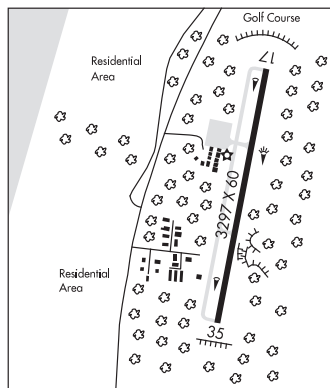 Golf Course
Residential
Area
17
3297 X 60
Residential
Area
35